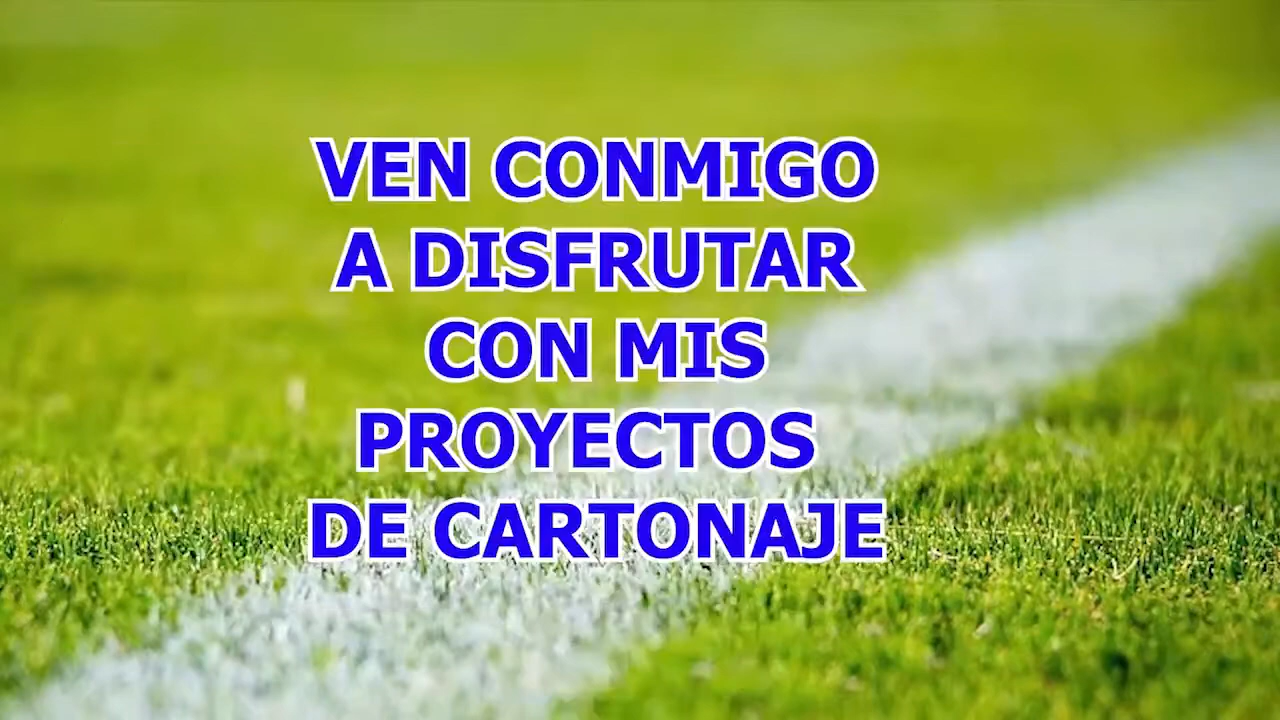 VEN CONMIGO
A DISFRUTAR
CON MIS
PROYECTOS
DE CARTONAJE